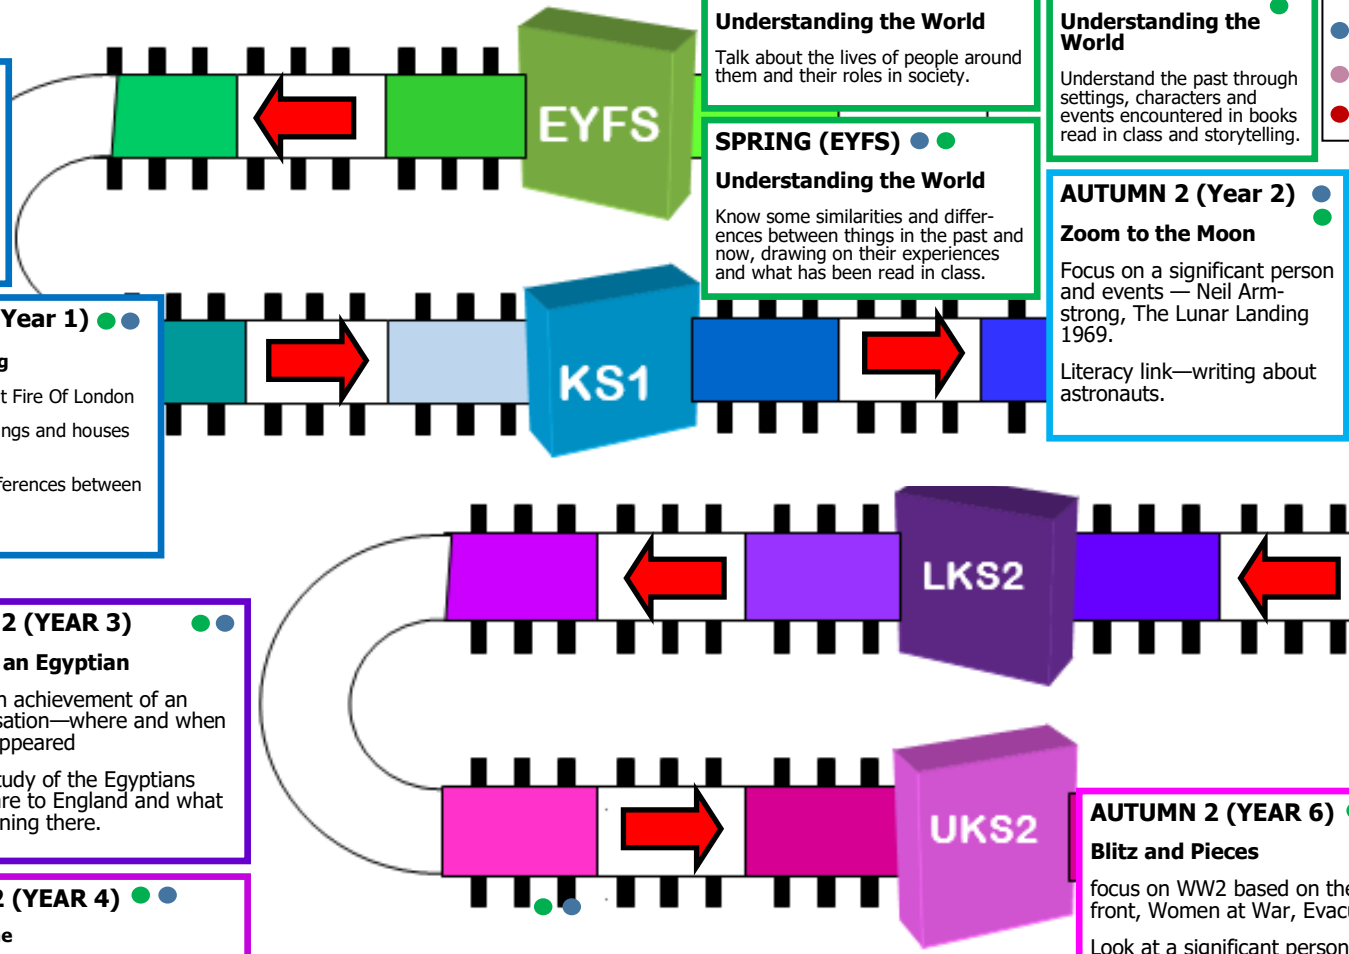 Understanding the World
Talk about the lives of people around
them and their roles in society.
Understanding the
World
Understand the past through
settings, characters and
events encountered in books
read in class and storytelling.
EYFS
SPRING (EYFS)
Understanding the World
Know some similarities and differ-
ences between things in the past and
now, drawing on their experiences
and what has been read in class.
AUTUMN 2 (Year 2)
Zoom to the Moon
Focus on a significant person
and events — Neil Arm-
strong, The Lunar Landing
1969.
Literacy link—writing about
astronauts.
Year 1)
g
t Fire Of London
ngs and houses
ferences between
KS1
LKS2
2 (YEAR 3)
an Egyptian
n achievement of an
sation—where and when
ppeared
tudy of the Egyptians
are to England and what
ning there.
2 (YEAR 4)
e
UKS2
AUTUMN 2 (YEAR 6)
Blitz and Pieces
focus on WW2 based on the
front, Women at War, Evacu
Look at a significant person